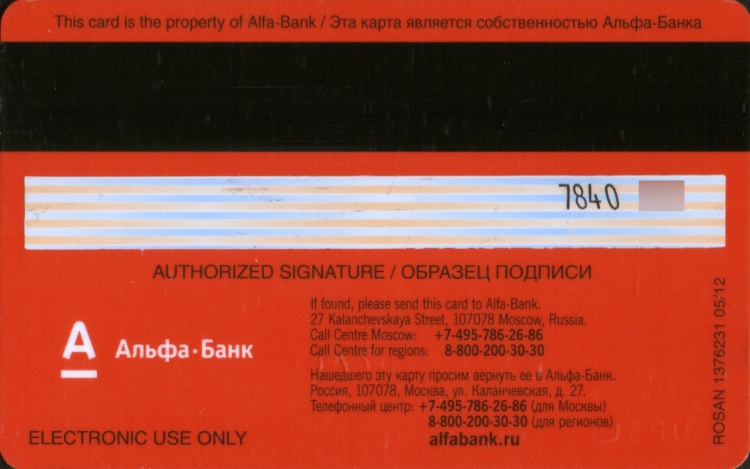 This card is the property of Alfa-Bank / Эта карта является собственностью Альфа-Банка
7840
AUTHORIZED SIGNATURE / ОБРАЗЕЦ ПОДПИСИ
If found, please send this card to Alfa-Bank.
27 Kalanchevskaya Street, 107078 Moscow, Russia.
Call Centre Moscow: +7-495-786-26-86
Call Centre for regions: 8-800-200-30-30
А Альфа·Банк
Нашедшего эту карту просим вернуть ее в Альфа-Банк.
Россия, 107078, Москва, ул. Каланчевская, д. 27.
Телефонный центр: +7-495-786-26-86 (для Москвы)
8-800-200-30-30 (для регионов)
alfabank.ru
ELECTRONIC USE ONLY
ROSAN 1376231 05/12